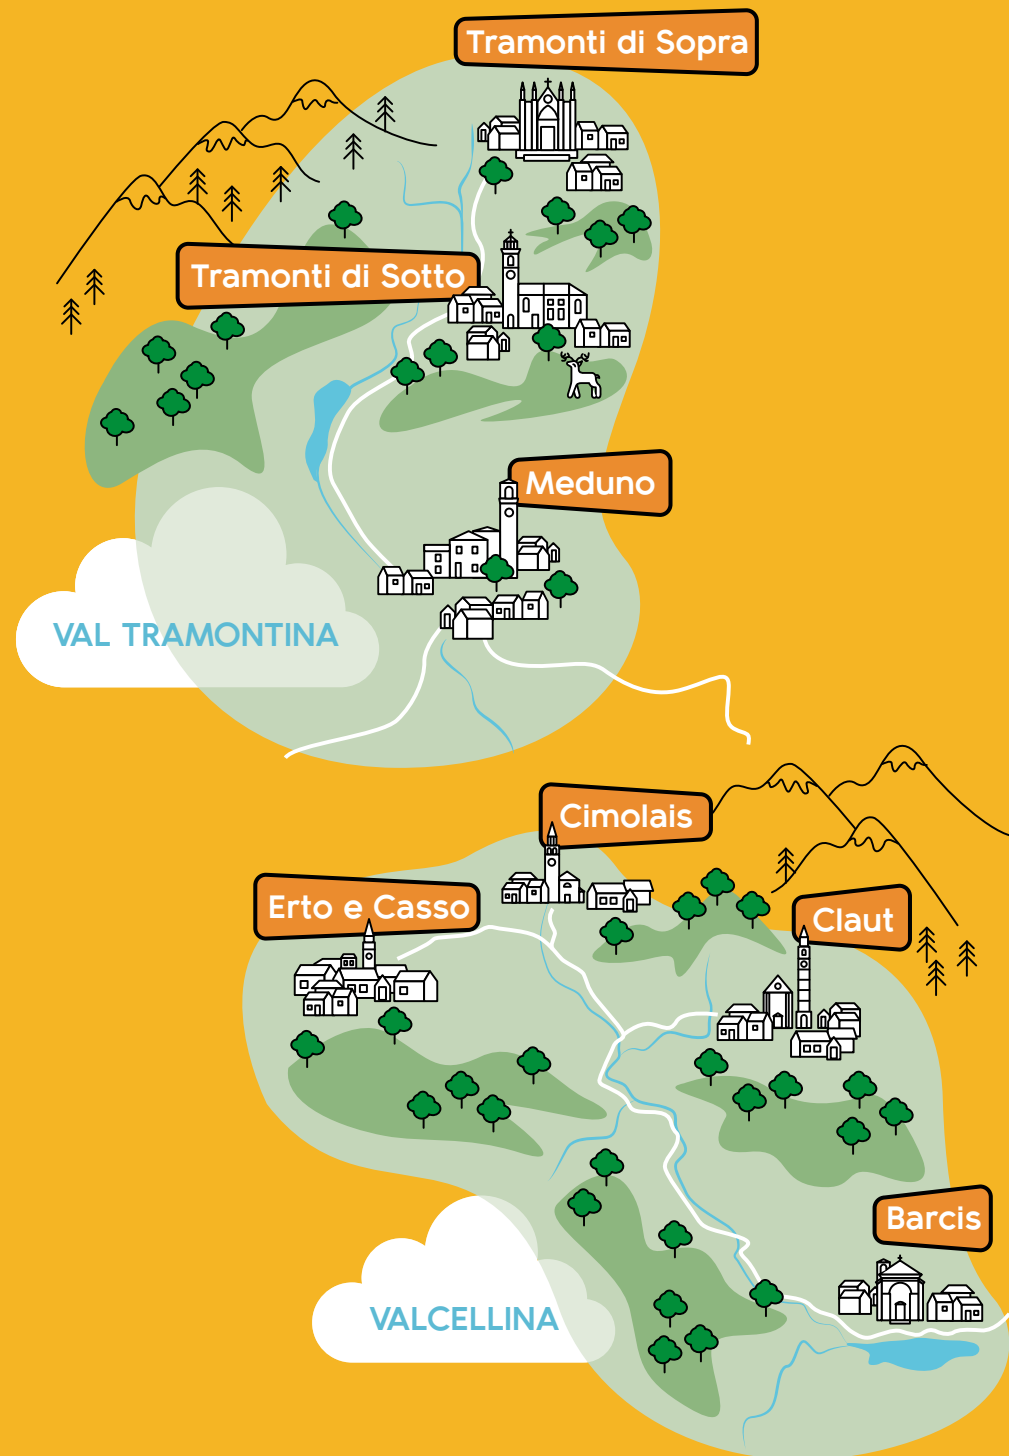 Tramonti di Sopra
Tramonti di Sotto
Meduno
VAL TRAMONTINA
Cimolais
Erto e Casso
Claut
Barcis
VALCELLINA